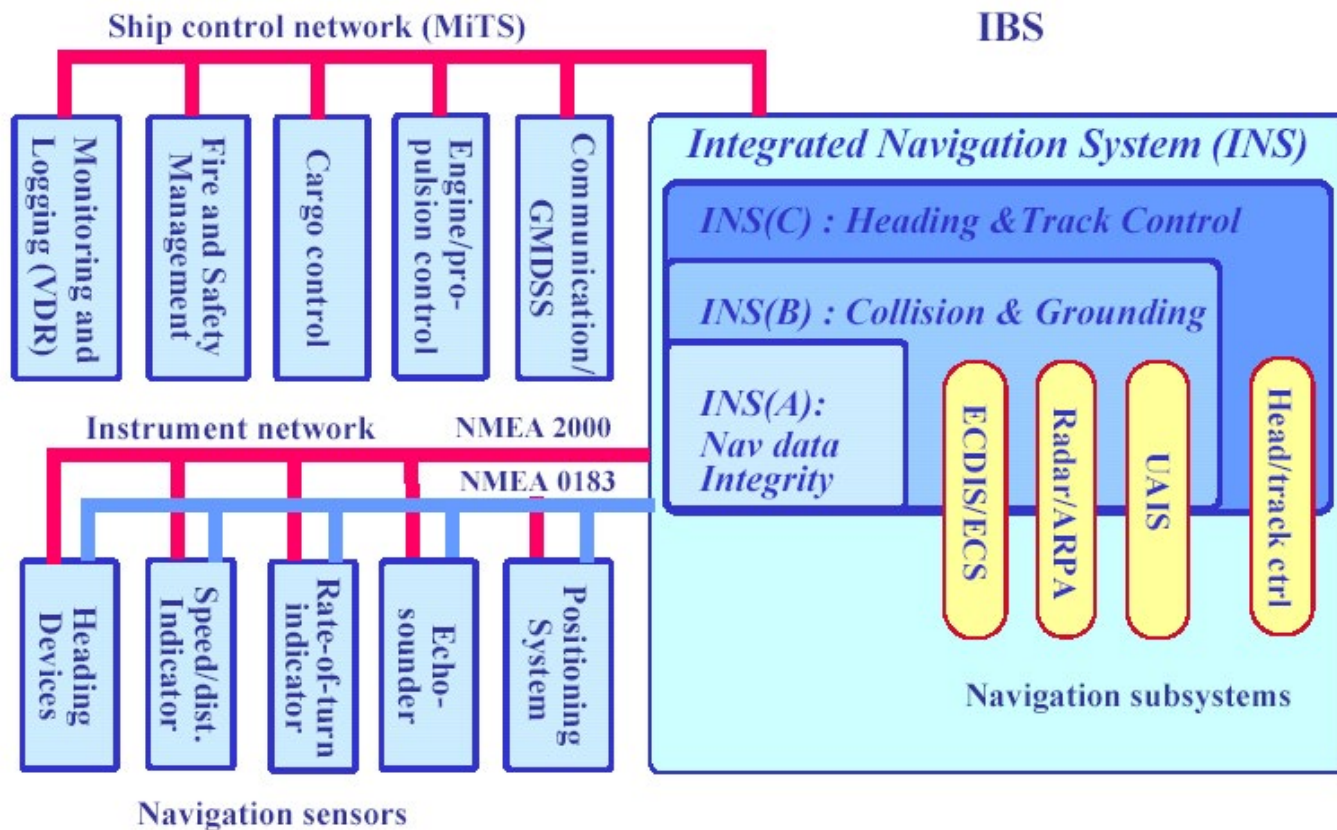 Ship control network (MiTS)
IBS
Monitoring and
Logging (VDR)
Fire and Safety
Management
Cargo control
Engine/pro-
pulsion control
Communication/
GMDSS
Integrated Navigation System (INS)
INS(C) : Heading &Track Control
INS(B) : Collision & Grounding
INS(A):
Nav data
Integrity
ECDIS/ECS
Radar/ARPA
UAIS
Head/track ctrl
Navigation subsystems
Instrument network
NMEA 2000
NMEA 0183
Heading
Devices
Speed/dist.
Indicator
Rate-of-turn
indicator
Echo-
sounder
Positioning
System
Navigation sensors